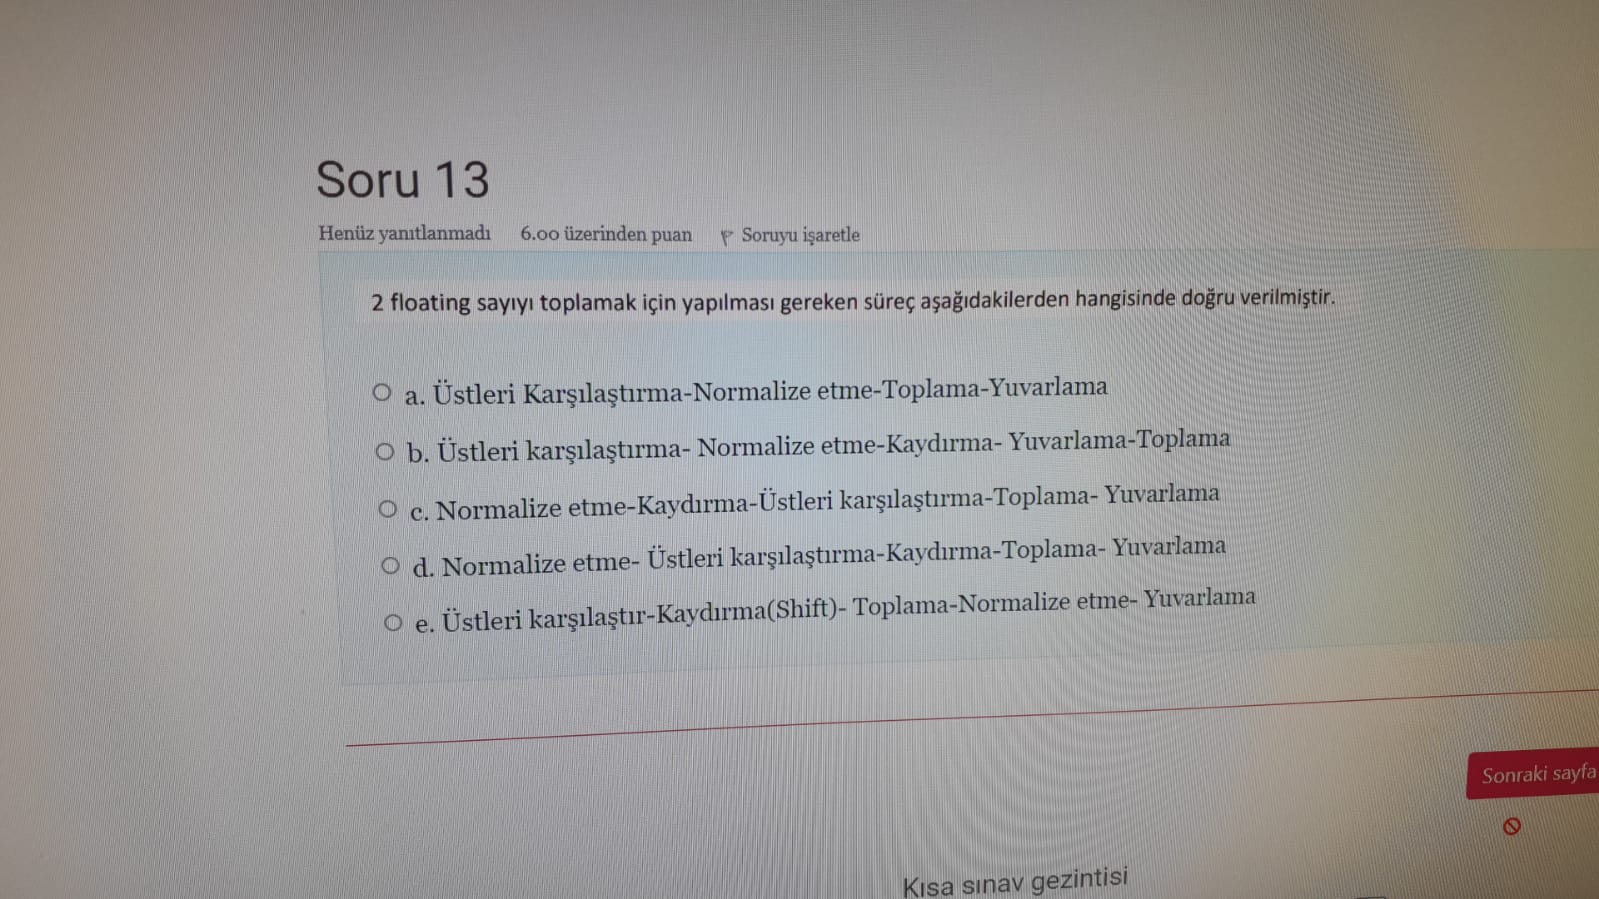 Soru 13
Henüz yanıtlanmadı 6.00 üzerinden puan Soruyu işaretle
2 floating sayıyı toplamak için yapılması gereken süreç aşağıdakilerden hangisinde doğru verilmiştir.
a. Üstleri Karşılaştırma-Normalize etme-Toplama-Yuvarlama
b. Üstleri karşılaştırma- Normalize etme-Kaydırma- Yuvarlama-Toplama
c. Normalize etme-Kaydırma-Üstleri karşılaştırma-Toplama- Yuvarlama
d. Normalize etme- Üstleri karşılaştırma-Kaydırma-Toplama- Yuvarlama
e. Üstleri karşılaştır-Kaydırma(Shift)- Toplama-Normalize etme- Yuvarlama
Sonraki sayfa
Kısa sınav gezintisi